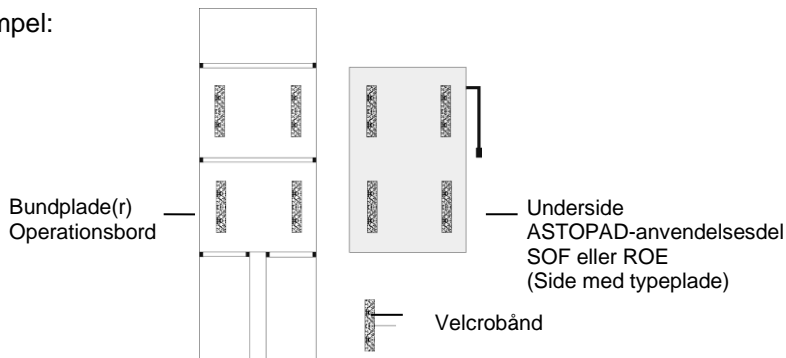 mpel:
Bundplade(r)
Operationsbord
Underside
ASTOPAD-anvendelsesdel
SOF eller ROE
(Side med typeplade)
Velcrobånd